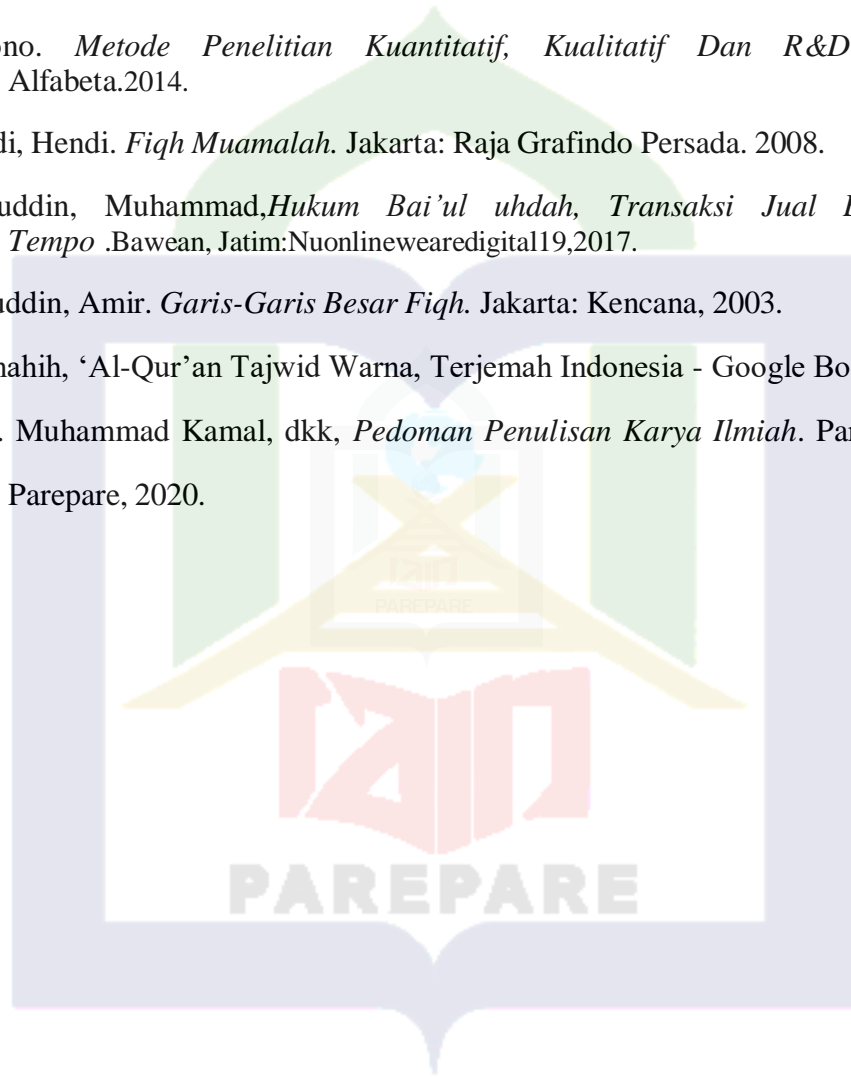 ono. Metode Penelitian Kuantitatif, Kualitatif Dan R&D
Alfabeta.2014.
di, Hendi. Fiqh Muamalah. Jakarta: Raja Grafindo Persada. 2008.
uddin, Muhammad,Hukum Bai’ul uhdah, Transaksi Jual
Tempo .Bawean, Jatim:Nuonlinewearedigital19,2017.
uddin, Amir. Garis-Garis Besar Fiqh. Jakarta: Kencana, 2003.
hahih, ‘Al-Qur’an Tajwid Warna, Terjemah Indonesia - Google Bo
. Muhammad Kamal, dkk, Pedoman Penulisan Karya Ilmiah. Par
Parepare, 2020.
PAREPARE
PAREPARE